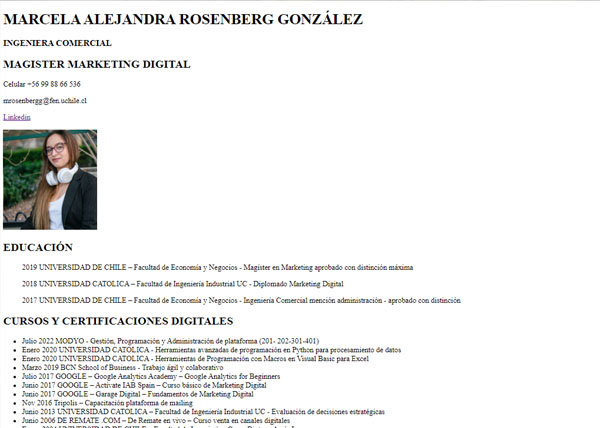 MARCELA ALEJANDRA ROSENBERG GONZÁLEZ
INGENIERA COMERCIAL
MAGISTER MARKETING DIGITAL
Celular +56 99 88 66 536
mrosenbergg@fen.uchile.cl
Linkedin
EDUCACIÓN
2019 UNIVERSIDAD DE CHILE – Facultad de Economía y Negocios - Magister en Marketing aprobado con distinción máxima
2018 UNIVERSIDAD CATOLICA – Facultad de Ingeniería Industrial UC - Diplomado Marketing Digital
2017 UNIVERSIDAD DE CHILE – Facultad de Economía y Negocios - Ingeniería Comercial mención administración - aprobado con distinción
CURSOS Y CERTIFICACIONES DIGITALES
Julio 2022 MODYO - Gestión, Programación y Administración de plataforma (201- 202-301-401)
Enero 2020 UNIVERSIDAD CATOLICA - Herramientas avanzadas de programación en Python para procesamiento de datos
Enero 2020 UNIVERSIDAD CATOLICA - Herramientas de Programación con Macros en Visual Basic para Excel
Marzo 2019 BCN School of Business - Trabajo ágil y colaborativo
Julio 2017 GOOGLE – Google Analytics Academy – Google Analytics for Beginners
Junio 2017 GOOGLE – Activate IAB Spain – Curso básico de Marketing Digital
Junio 2017 GOOGLE – Garage Digital – Fundamentos de Marketing Digital
Nov 2016 Tripolis – Capacitación plataforma de mailing
Junio 2013 UNIVERSIDAD CATOLICA – Facultad de Ingeniería Industrial UC - Evaluación de decisiones estratégicas
Junio 2006 DE REMATE .COM – De Remate en vivo – Curso venta en canales digitales